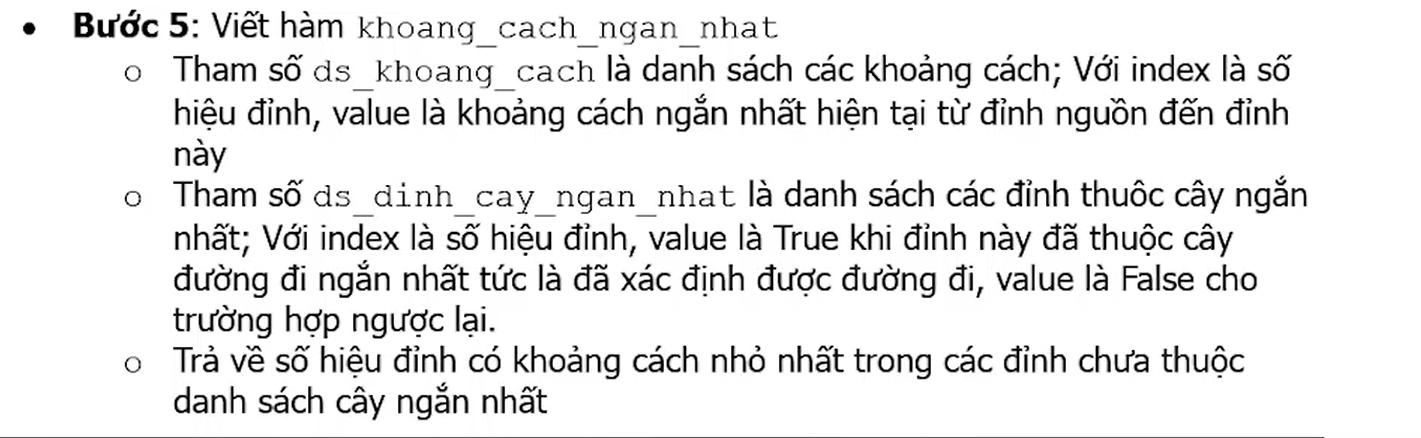 • Bước 5: Viết hàm khoang_cach_ngan_nhat
o Tham số ds_khoang_cach là danh sách các khoảng cách; Với index là số
hiệu đỉnh, value là khoảng cách ngắn nhất hiện tại từ đỉnh nguồn đến đỉnh
này
o Tham số ds_dinh_cay_ngan_nhat là danh sách các đỉnh thuôc cây ngắn
nhất; Với index là số hiệu đỉnh, value là True khi đỉnh này đã thuộc cây
đường đi ngắn nhất tức là đã xác định được đường đi, value là False cho
trường hợp ngược lại.
o Trả về số hiệu đỉnh có khoảng cách nhỏ nhất trong các đỉnh chưa thuộc
danh sách cây ngắn nhất